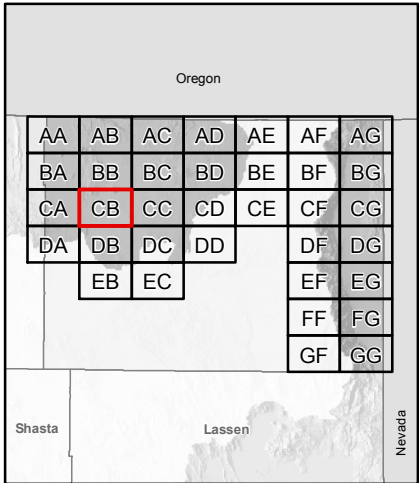 Oregon
AA AB AC AD AE AF AG
BA BB BC BD BE BF BG
CA CB CC CD CE CF CG
DA DB DC DD DF DG
EB EC EF EG
FF FG
GF GG
Shasta Lassen Nevada